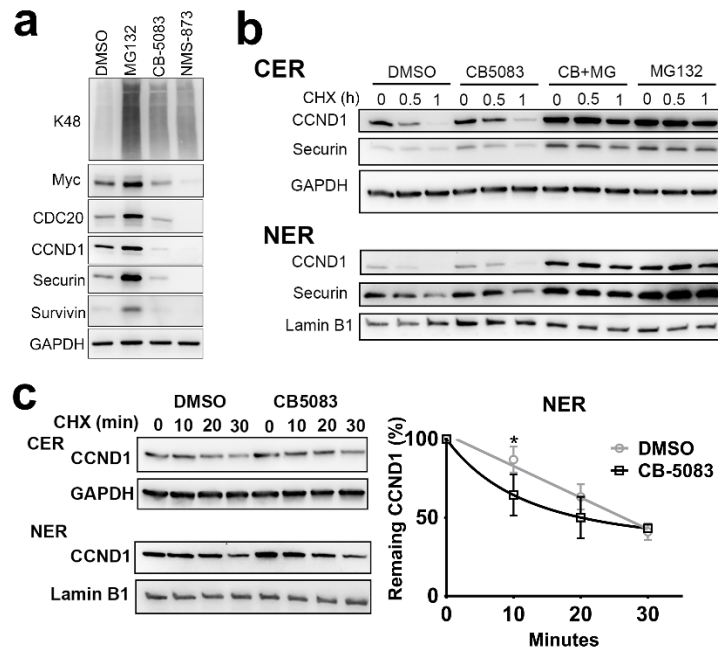 a
DMSO
MG132
CB-5083
NMS-873
K48
Myc
CDC20
CCND1
Securin
Survivin
GAPDH
b
CER
DMSO CB5083 CB+MG MG132
CHX (h) 0 0.5 1 0 0.5 1 0 0.5 1 0 0.5 1
CCND1
Securin
GAPDH
NER
CCND1
Securin
Lamin B1
c
DMSO CB5083
CHX (min) 0 10 20 30 0 10 20 30
CER
CCND1
GAPDH
NER
CCND1
Lamin B1
NER
Remaing CCND1 (%)
100
50
0
0 10 20 30
Minutes
*
DMSO
CB-5083